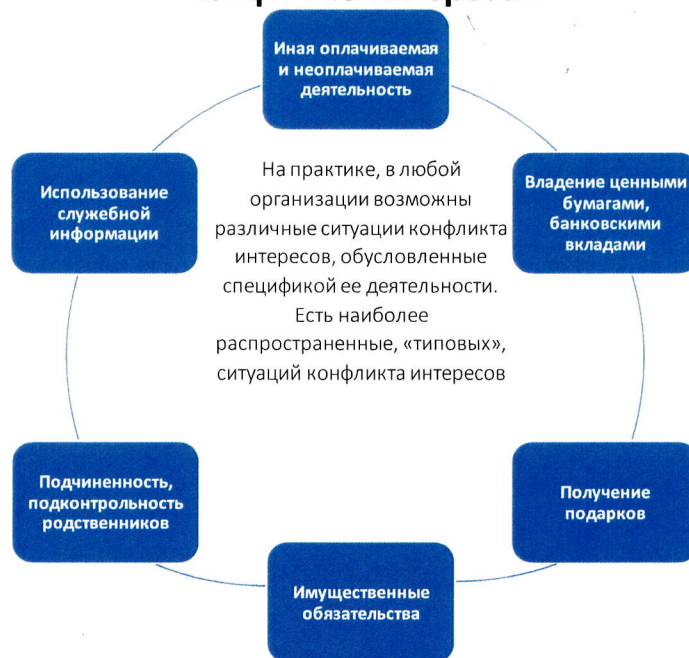 Иная оплачиваемая
и неоплачиваемая
деятельность
Владение ценными
бумагами,
банковскими
вкладами
Получение
подарков
Имущественные
обязательства
Подчиненность,
подконтрольность
родственников
Использование
служебной
информации
На практике, в любой
организации возможны
различные ситуации конфликта
интересов, обусловленные
спецификой ее деятельности.
Есть наиболее
распространенные, «типовых»,
ситуаций конфликта интересов